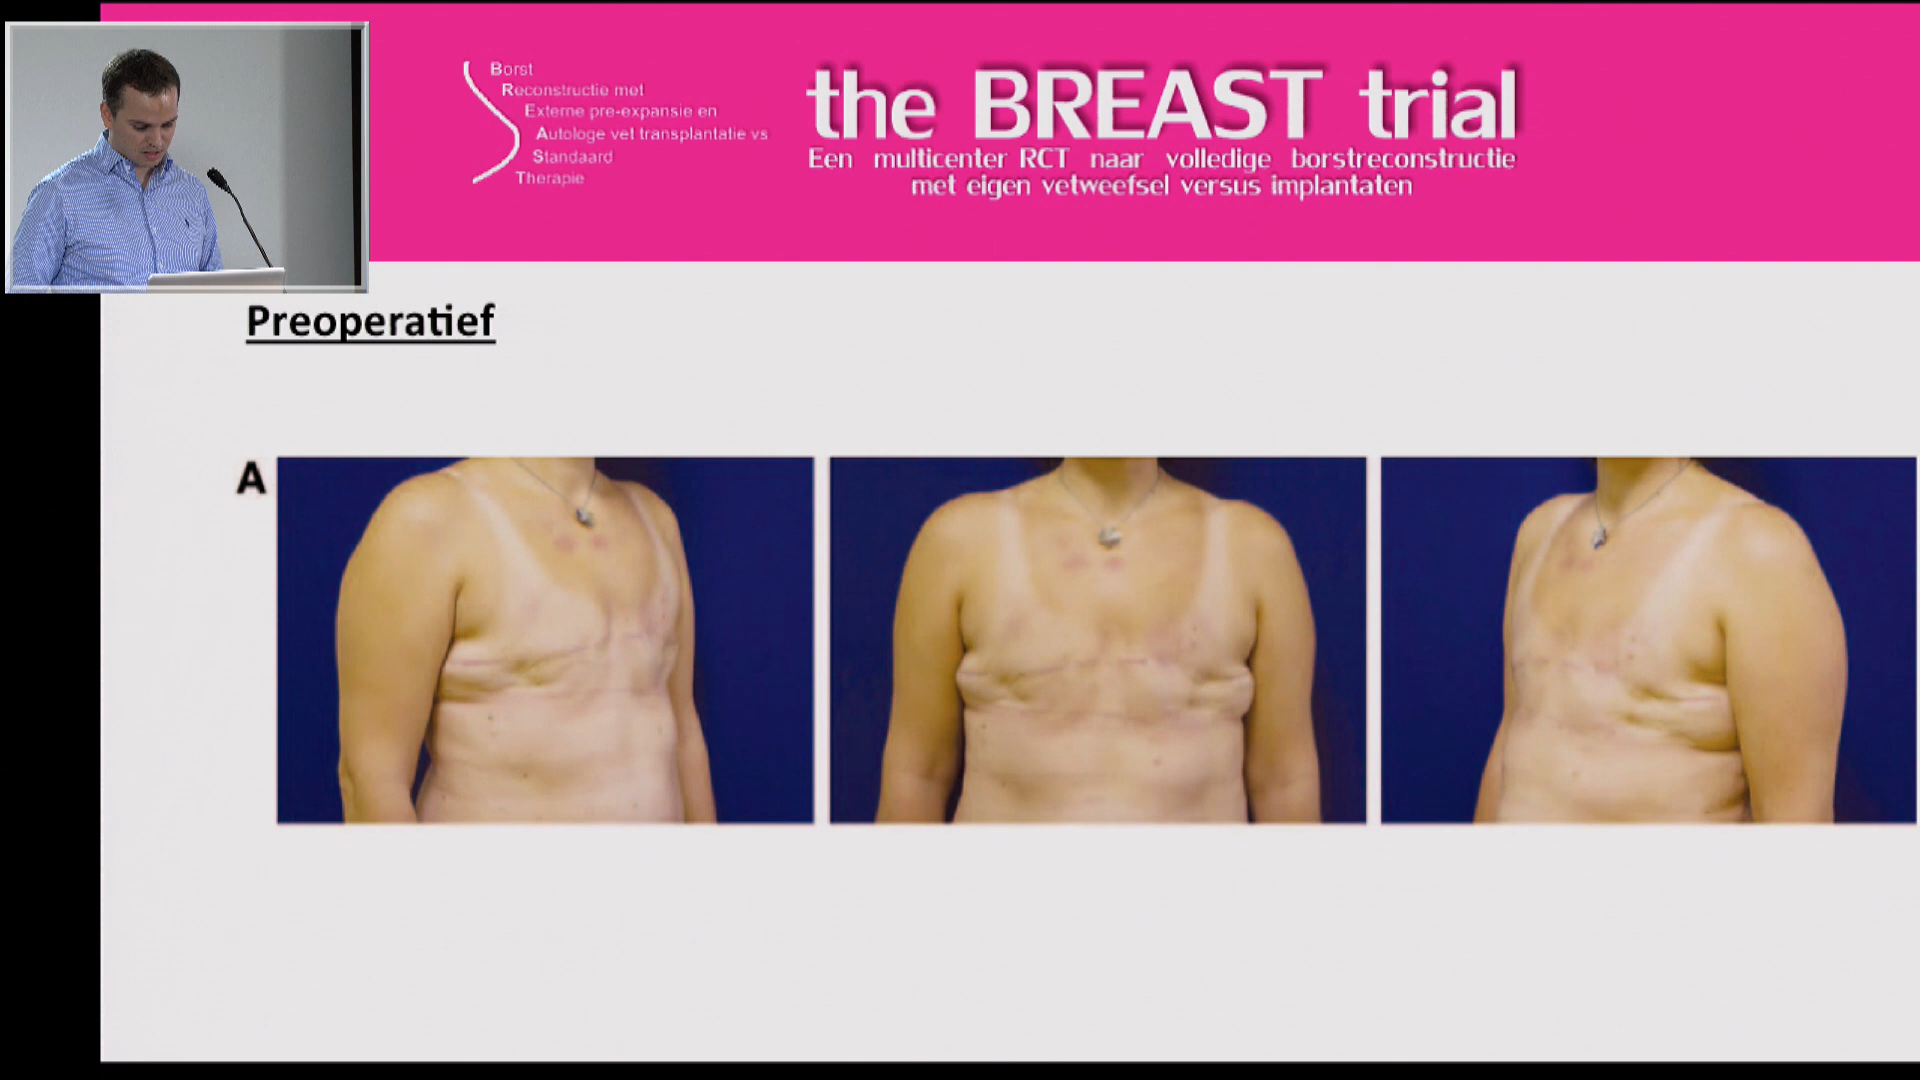 Borst
Reconstructie met
Externe pre-expansie en
Autologe vet transplantatie vs
Standaard
Therapie
the BREAST trial
Een multicenter RCT naar volledige borstreconstructie
met eigen vetweefsel versus implantaten
Preoperatief
A